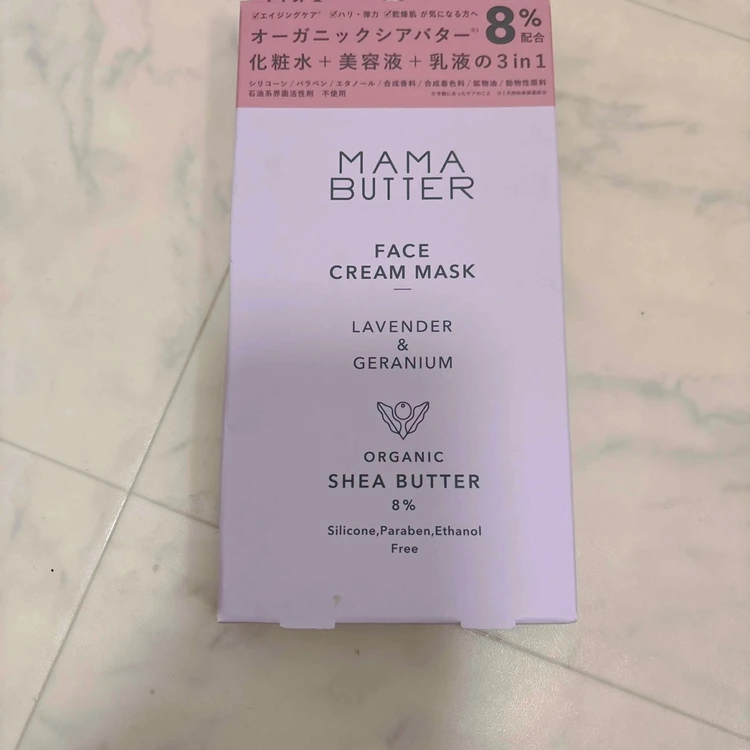 ☑エイジングケア* ☑ハリ・弾力 ☑乾燥肌 が気になる方へ
オーガニックシアバター 8%配合
化粧水+美容液+乳液の3in1
シリコーン/パラベン/エタノール/合成香料/合成着色料/鉱物油/動物性原料
石油系界面活性剤 不使用
MAMA
BUTTER
FACE
CREAM MASK
LAVENDER
&
GERANIUM
ORGANIC
SHEA BUTTER
8%
Silicone,Paraben,Ethanol
Free